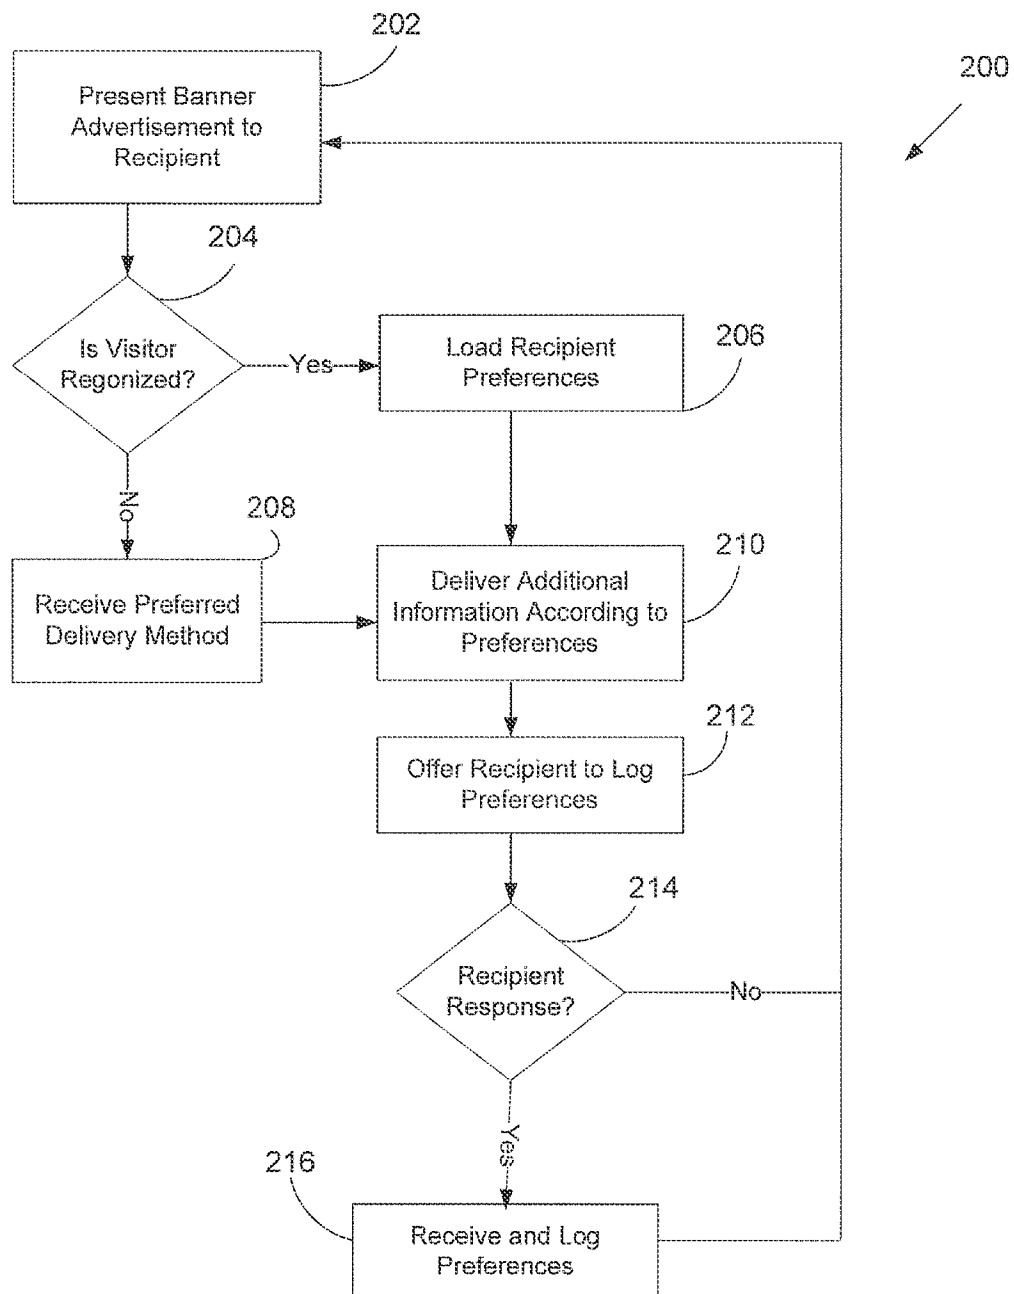 202
Present Banner
Advertisement to
Recipient
200
204
Is Visitor
Regonized?
Yes
Load Recipient
Preferences
206
No
208
Receive Preferred
Delivery Method
Deliver Additional
Information According to
Preferences
210
212
Offer Recipient to Log
Preferences
214
Recipient
Response?
No
Yes
216
Receive and Log
Preferences